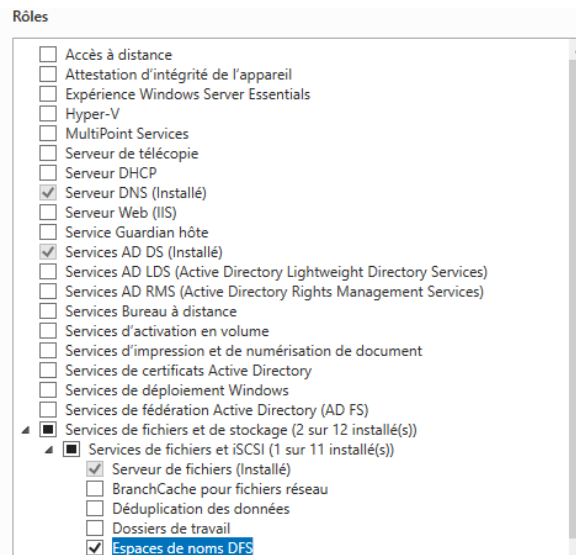 Rôles
Accès à distance
Attestation d'intégrité de l'appareil
Expérience Windows Server Essentials
Hyper-V
MultiPoint Services
Serveur de télécopie
Serveur DHCP
Serveur DNS (Installé)
Serveur Web (IIS)
Service Guardian hôte
Services AD DS (Installé)
Services AD LDS (Active Directory Lightweight Directory Services)
Services AD RMS (Active Directory Rights Management Services)
Services Bureau à distance
Services d'activation en volume
Services d'impression et de numérisation de document
Services de certificats Active Directory
Services de déploiement Windows
Services de fédération Active Directory (AD FS)
Services de fichiers et de stockage (2 sur 12 installé(s))
Services de fichiers et iSCSI (1 sur 11 installé(s))
Serveur de fichiers (Installé)
BranchCache pour fichiers réseau
Déduplication des données
Dossiers de travail
Espaces de noms DFS